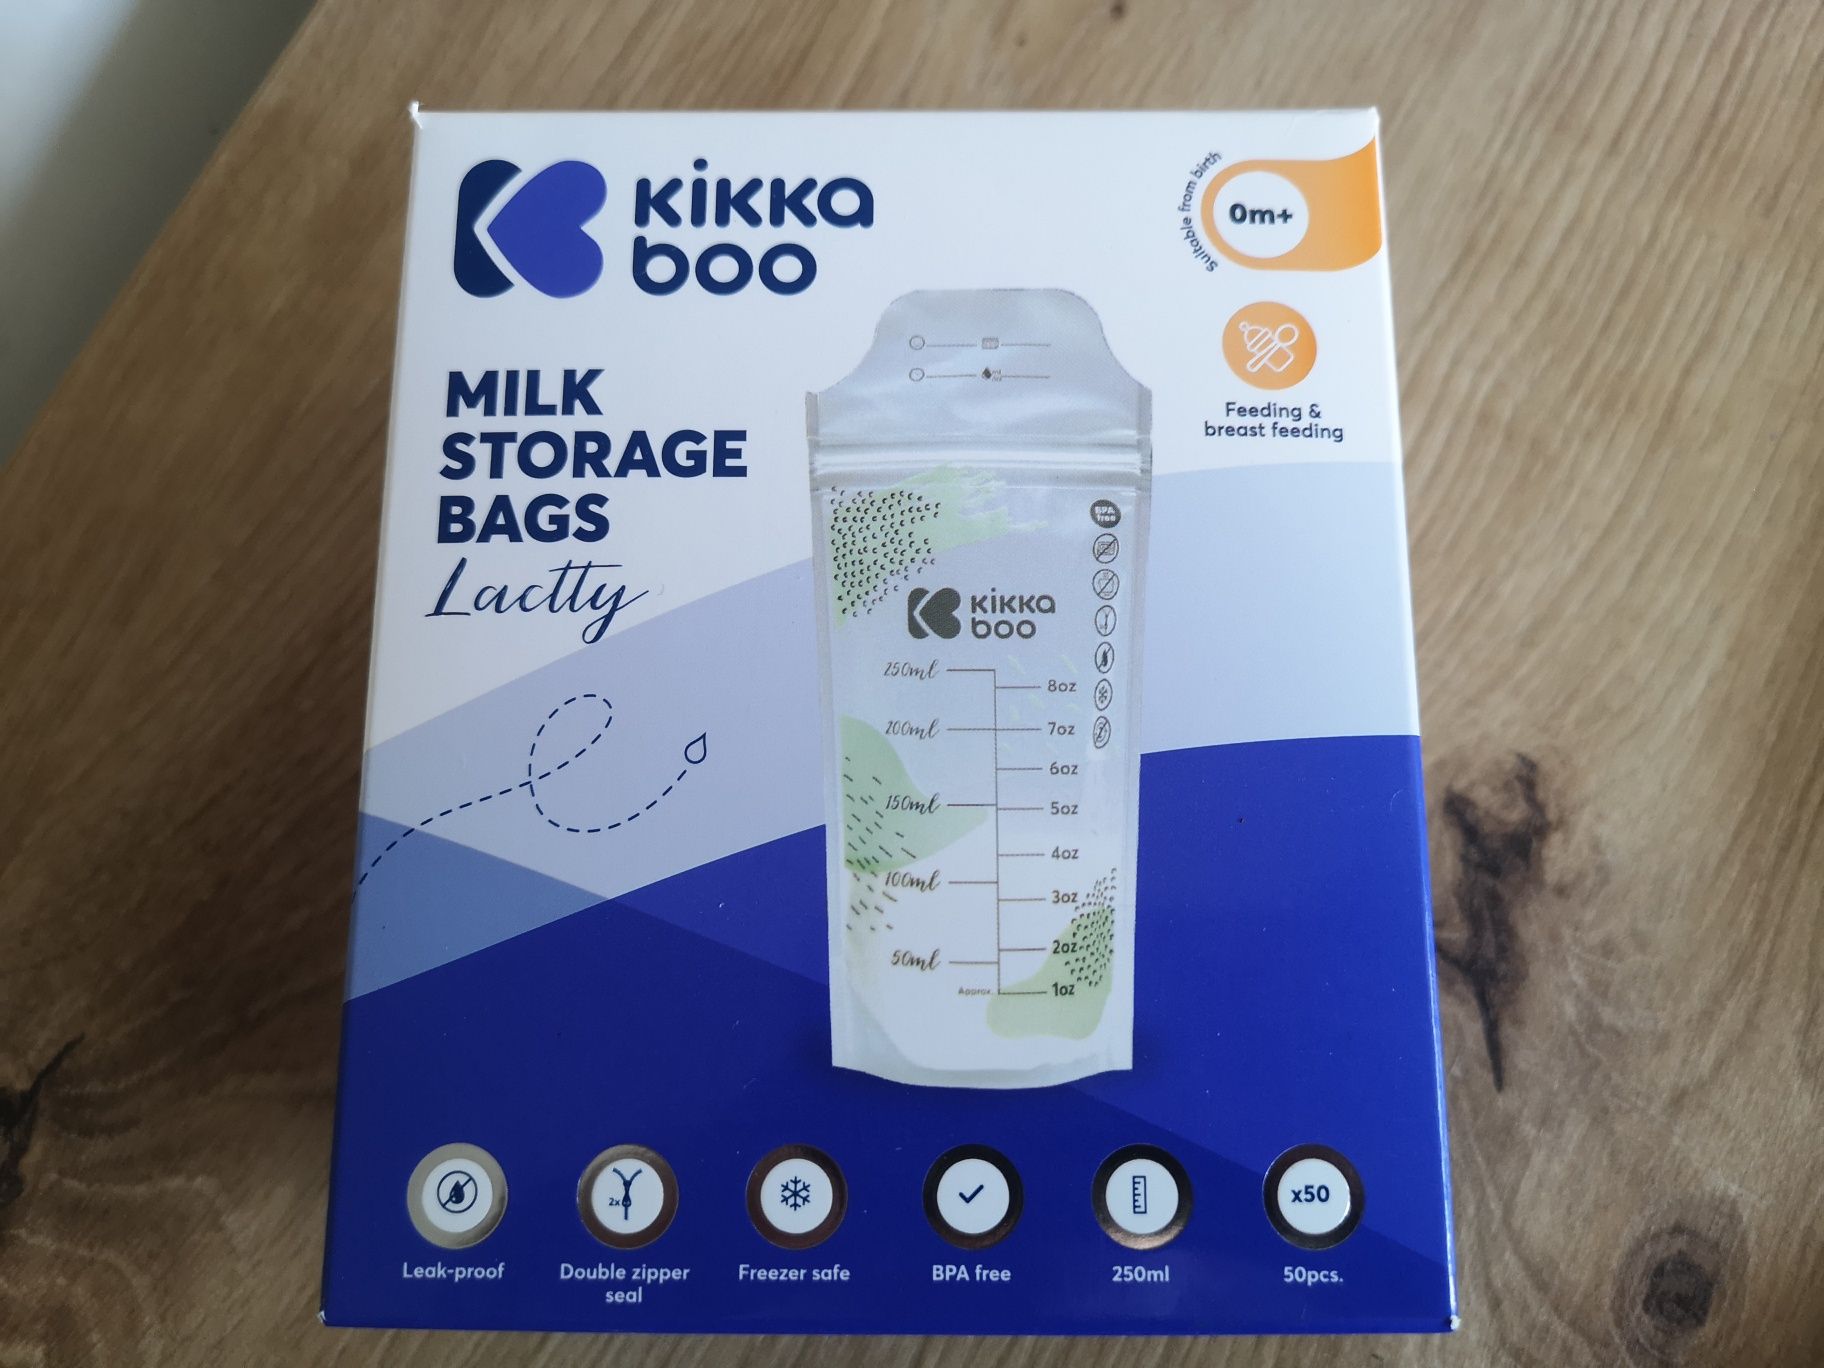 KIKKA
boo
Suitable from birth
0m+
Feeding &
breast feeding
MILK
STORAGE
BAGS
Lactty
BPA
free
KIKKA
boo
250ml
8oz
200ml
7oz
6oz
150ml
5oz
4oz
100ml
3oz
2oz
50ml
Approx.
1oz
2x
x50
Leak-proof
Double zipper
seal
Freezer safe
BPA free
250ml
50pcs.